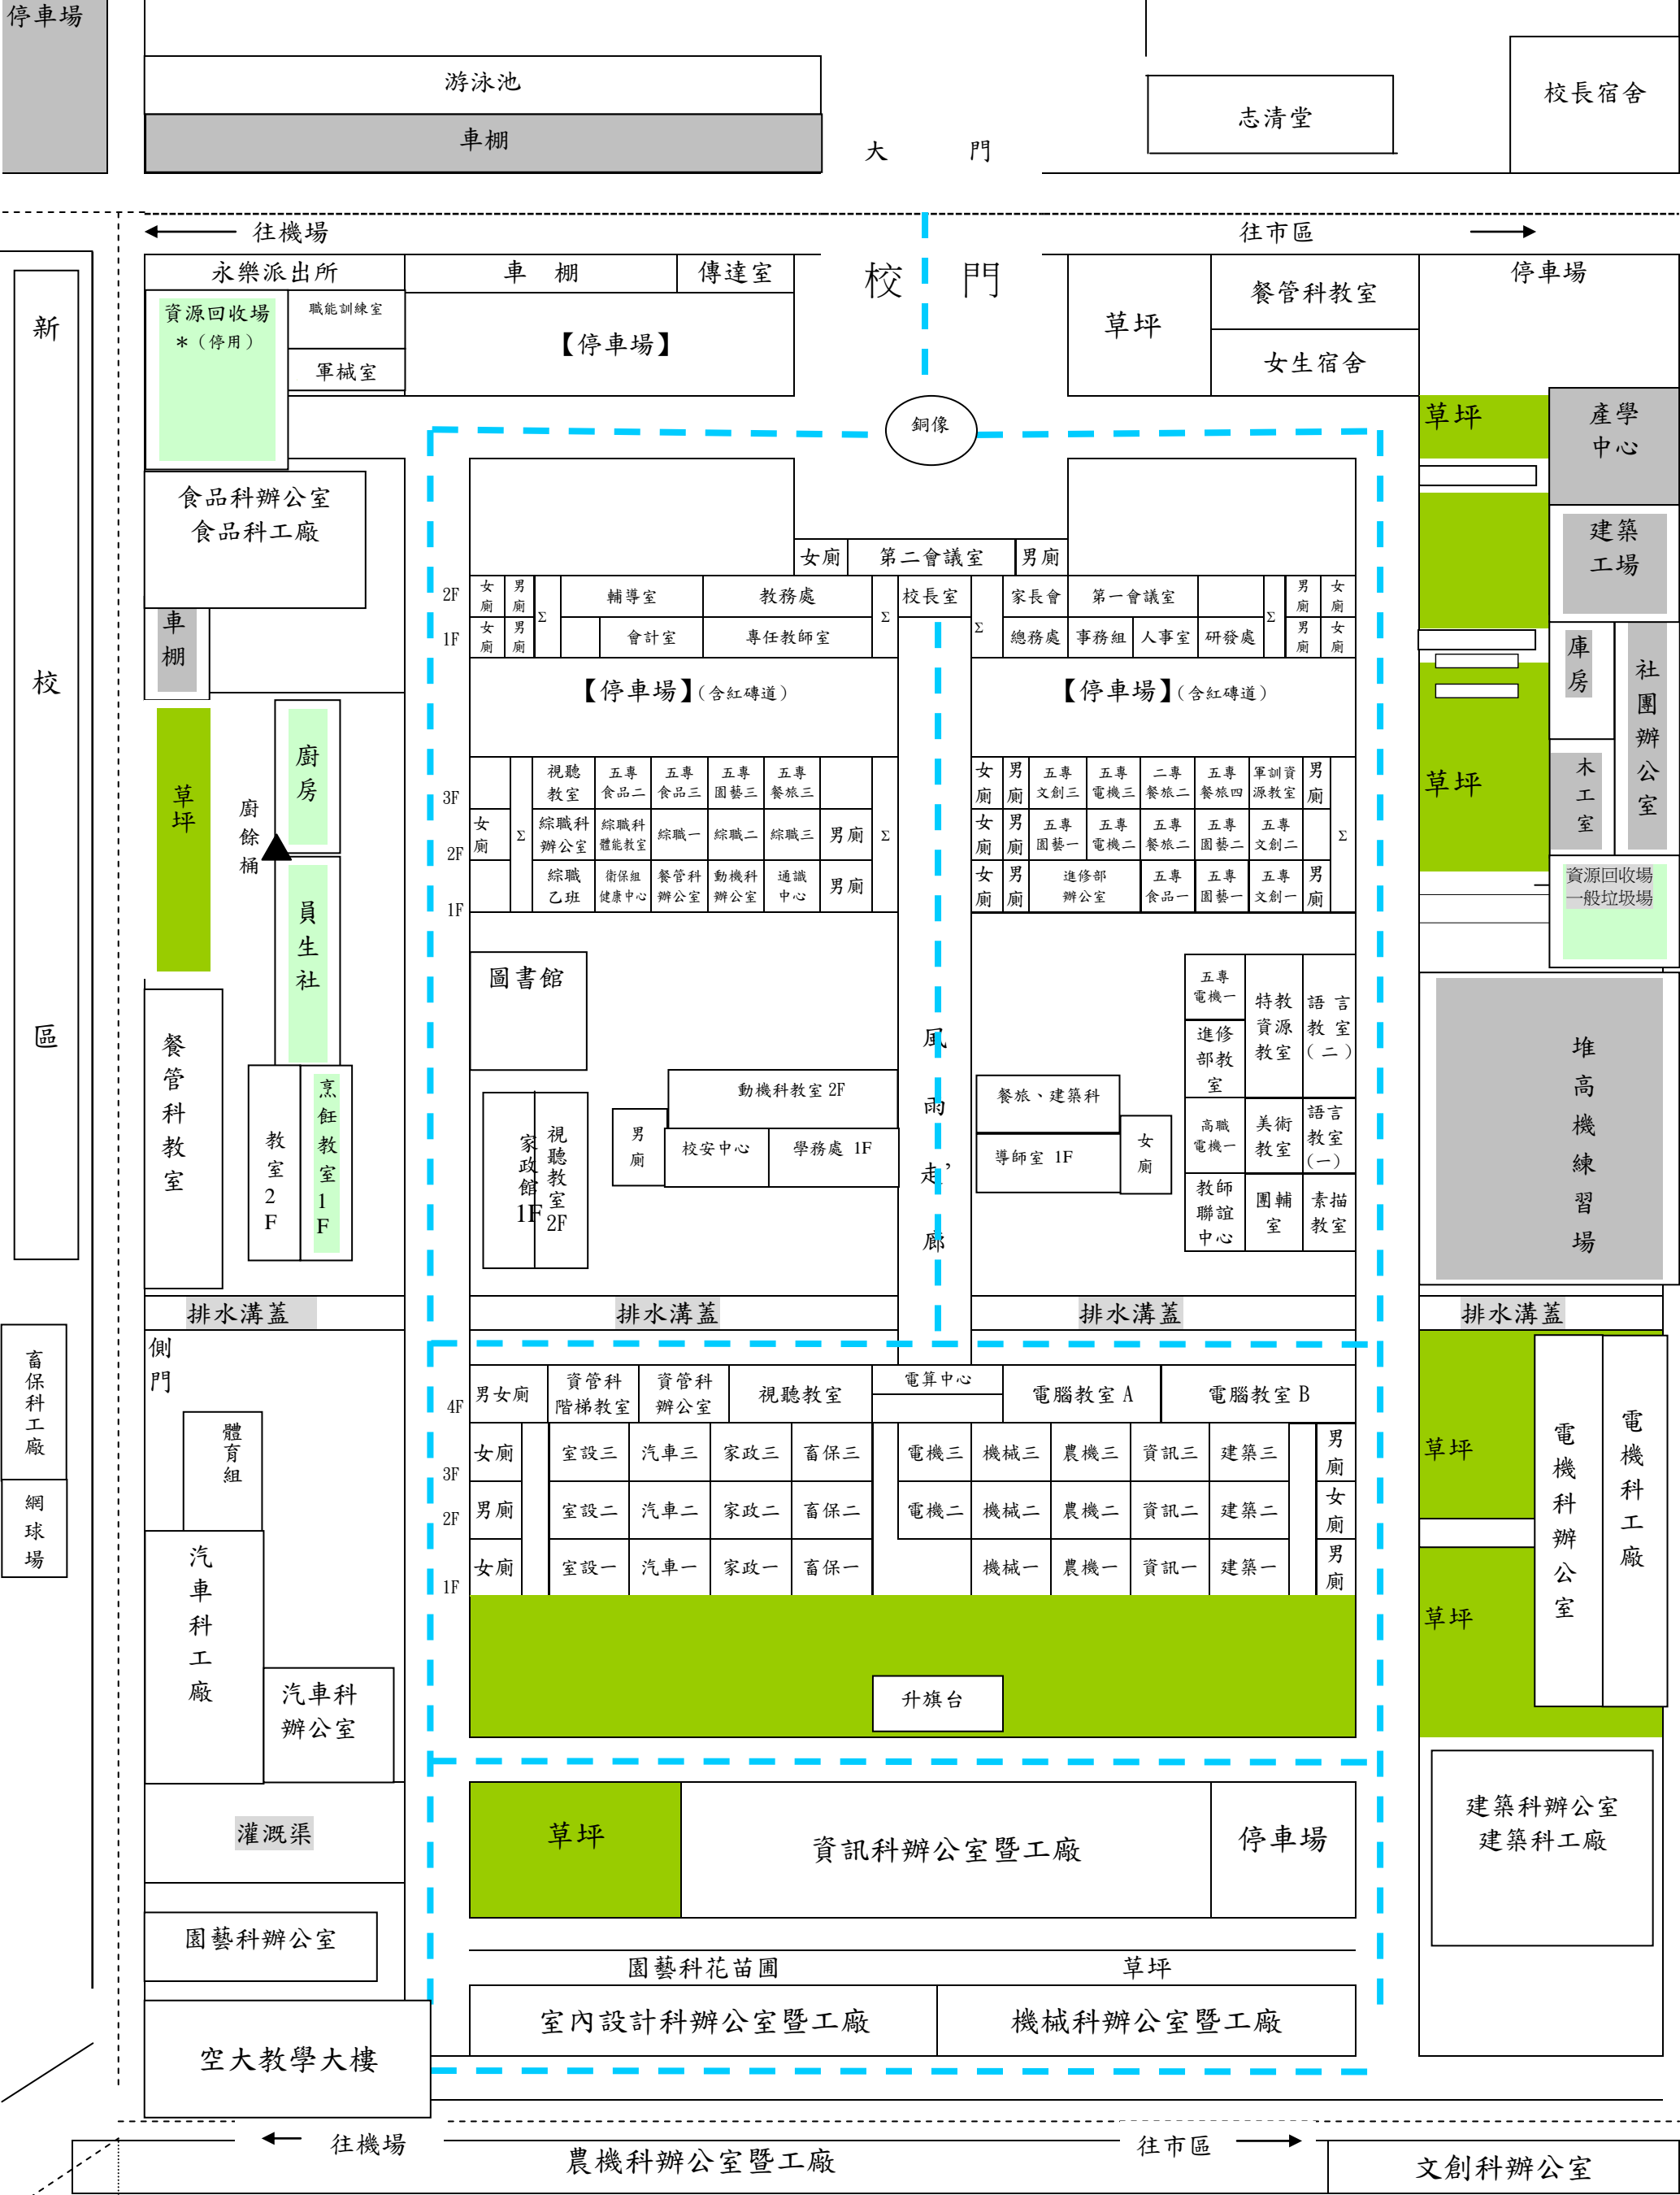 停車場
游泳池
車棚
大 門
志清堂
校長宿舍
往機場
往市區
永樂派出所
車 棚
傳達室
校 門
草坪
餐管科教室
女生宿舍
停車場
資源回收場
*（停用）
職能訓練室
軍械室
【停車場】
銅像
新校區
食品科辦公室
食品科工廠
車棚
草坪
廚房
廚餘桶
員生社
餐管科教室
教室2F
烹飪教室1F
草坪
產學
中心
建築
工場
庫房
社團辦公室
木工室
草坪
資源回收場
一般垃圾場
堆高機練習場
女廁
第二會議室
男廁
2F
女廁
男廁
Σ
輔導室
教務處
Σ
校長室
Σ
家長會
第一會議室
Σ
男廁
女廁
1F
女廁
男廁
會計室
專任教師室
總務處
事務組
人事室
研發處
男廁
女廁
【停車場】(含紅磚道)
【停車場】(含紅磚道)
3F
視聽
教室
五專
食品二
五專
食品三
五專
園藝三
五專
餐旅三
女廁
男廁
五專
文創三
五專
電機三
二專
餐旅二
五專
餐旅四
軍訓資
源教室
男廁
2F
女廁
Σ
綜職科
辦公室
綜職科
體能教室
綜職一
綜職二
綜職三
男廁
Σ
女廁
男廁
五專
園藝一
五專
電機二
五專
餐旅二
五專
園藝二
五專
文創二
Σ
1F
綜職
乙班
衛保組
健康中心
餐管科
辦公室
動機科
辦公室
通識
中心
男廁
女廁
男廁
進修部
辦公室
五專
食品一
五專
園藝一
五專
文創一
男廁
圖書館
家政館1F
視聽教室2F
男廁
動機科教室 2F
校安中心
學務處 1F
風雨走’廊
餐旅、建築科
導師室 1F
女廁
五專
電機一
進修
部教
室
高職
電機一
教師
聯誼
中心
特教
資源
教室
美術
教室
團輔
室
語 言
教 室
(二)
語言
教室
(一)
素描
教室
排水溝蓋
排水溝蓋
排水溝蓋
排水溝蓋
畜保科工廠
網球場
側門
體育組
汽車科工廠
汽車科
辦公室
4F
男女廁
資管科
階梯教室
資管科
辦公室
視聽教室
電算中心
電腦教室 A
電腦教室 B
3F
女廁
室設三
汽車三
家政三
畜保三
電機三
機械三
農機三
資訊三
建築三
男廁
2F
男廁
室設二
汽車二
家政二
畜保二
電機二
機械二
農機二
資訊二
建築二
女廁
1F
女廁
室設一
汽車一
家政一
畜保一
機械一
農機一
資訊一
建築一
男廁
升旗台
草坪
草坪
電機科辦公室
電機科工廠
灌溉渠
草坪
資訊科辦公室暨工廠
停車場
建築科辦公室
建築科工廠
園藝科辦公室
園藝科花苗圃
草坪
室內設計科辦公室暨工廠
機械科辦公室暨工廠
空大教學大樓
往機場
往市區
農機科辦公室暨工廠
文創科辦公室